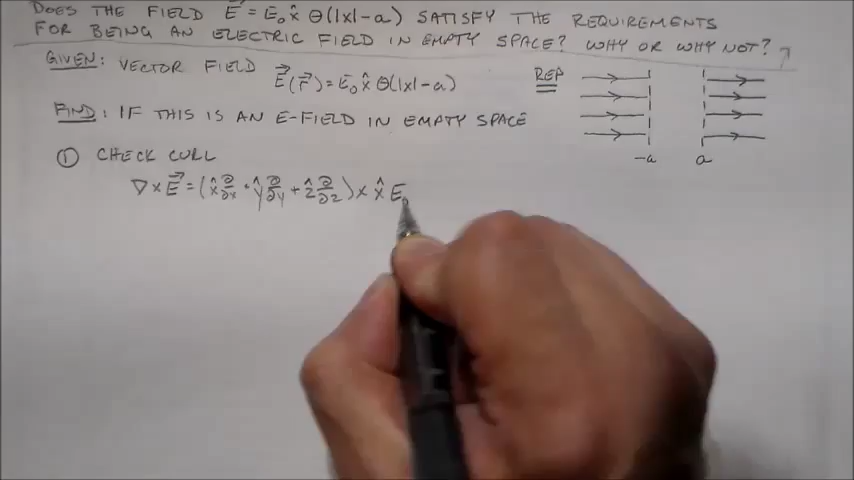 DOES THE FIELD E⃗ = E₀ x̂ Θ(|x|-a) SATISFY THE REQUIREMENTS
FOR BEING AN ELECTRIC FIELD IN EMPTY SPACE? WHY OR WHY NOT?
GIVEN: VECTOR FIELD E⃗(r⃗) = E₀ x̂ Θ(|x|-a)
FIND: IF THIS IS AN E-FIELD IN EMPTY SPACE
REP
-a a
① CHECK CURL
∇ × E⃗ = (x̂ ∂/∂x + ŷ ∂/∂y + ẑ ∂/∂z) × x̂ E₀